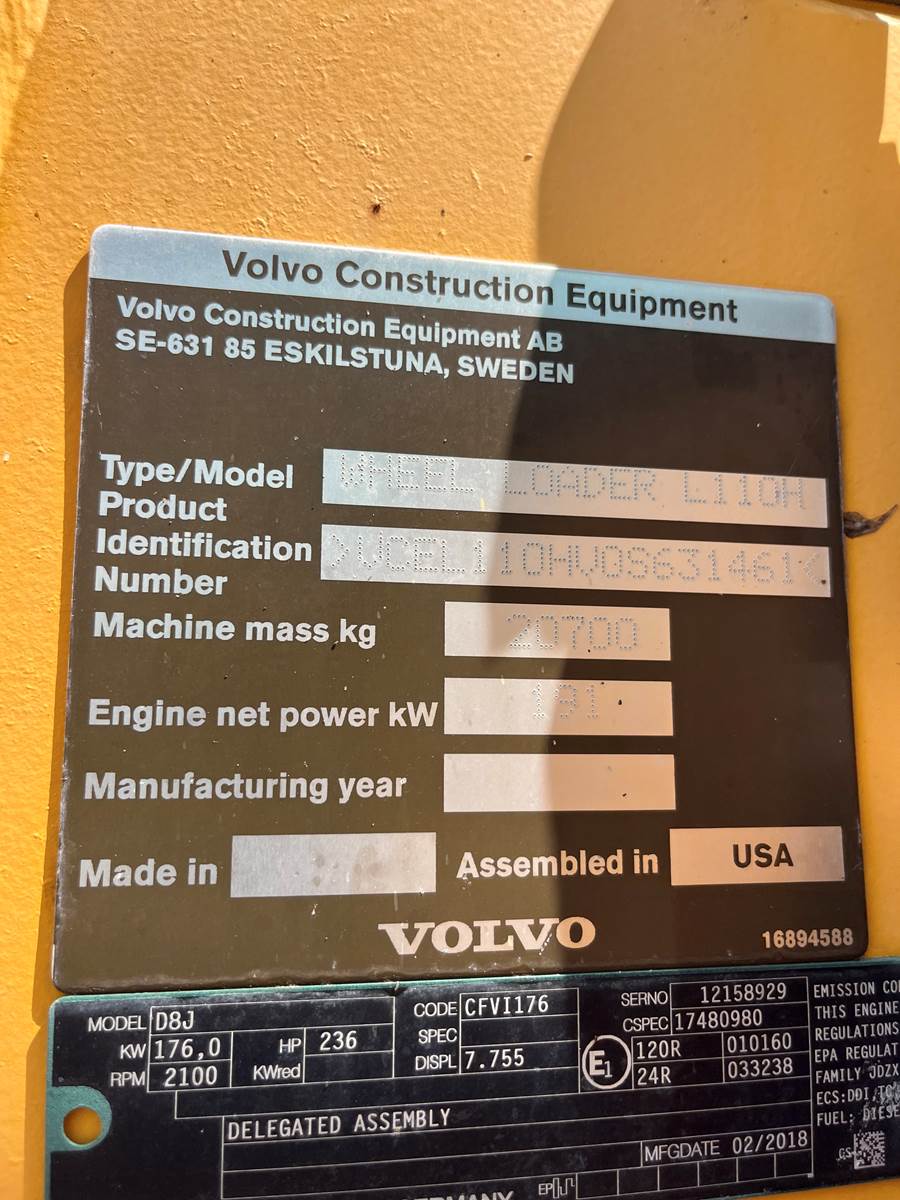 Volvo Construction Equipment
Volvo Construction Equipment AB
SE-631 85 ESKILSTUNA, SWEDEN
Type/Model WHEEL LOADER L110H
Product
Identification >VCEL110HV0S631461<
Number
Machine mass kg 20700
Engine net power kW 191
Manufacturing year
Made in
Assembled in USA
VOLVO
16894588
MODEL D8J
KW 176,0 HP 236
RPM 2100 KWred
CODE CFVI176
SPEC
DISPL 7.755
SERNO 12158929
CSPEC 17480980
E1 120R 010160
24R 033238
EMISSION
THIS ENGINE
REGULATIONS
EPA
FAMILY
ECS:DDI,
FUEL:
DELEGATED ASSEMBLY
MFGDATE 02/2018
GERMANY
EP